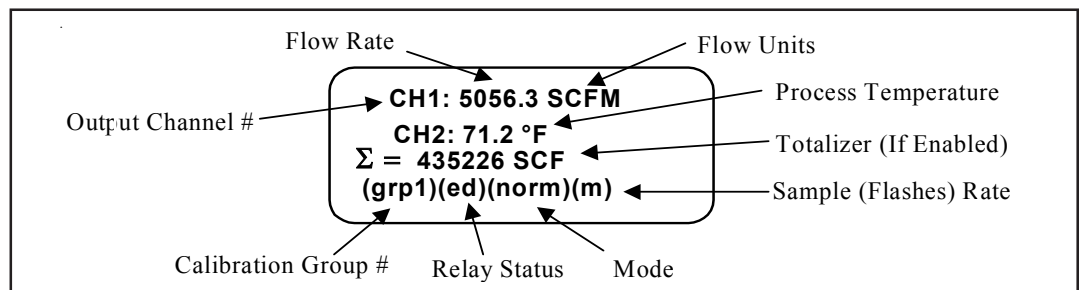 Flow Rate
Flow Units
CH1: 5056.3 SCFM
Process Temperature
Output Channel #
CH2: 71.2 °F
Totalizer (If Enabled)
Σ = 435226 SCF
(grp1)(ed)(norm)(m)
Sample (Flashes) Rate
Calibration Group #
Relay Status
Mode